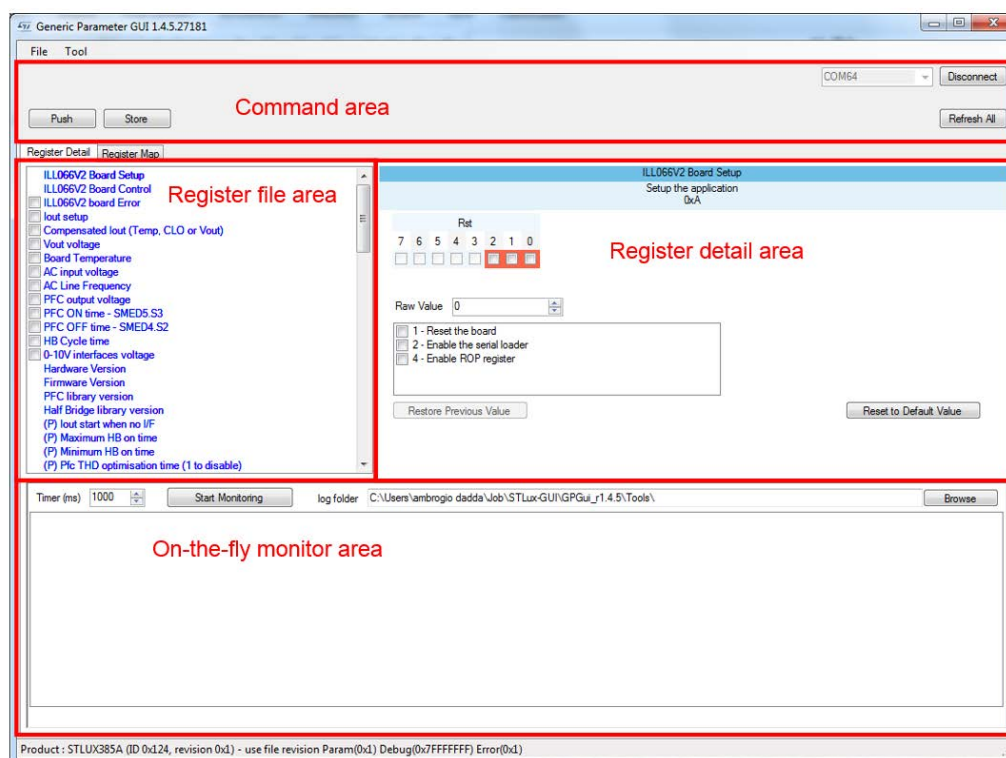 Generic Parameter GUI 1.4.5.27181
File Tool
COM64 Disconnect
Command area
Push Store Refresh All
Register Detail Register Map
ILL066V2 Board Setup
ILL066V2 Board Control
ILL066V2 board Error
Iout setup
Compensated Iout (Temp, CLO or Vout)
Vout voltage
Board Temperature
AC input voltage
AC Line Frequency
PFC output voltage
PFC ON time - SMED5.S3
PFC OFF time - SMED4.S2
HB Cycle time
0-10V interfaces voltage
Hardware Version
Firmware Version
PFC library version
Half Bridge library version
(P) Iout start when no I/F
(P) Maximum HB on time
(P) Minimum HB on time
(P) Pfc THD optimisation time (1 to disable)
Register file area
ILL066V2 Board Setup
Setup the application
0xA
Rst
7 6 5 4 3 2 1 0
Register detail area
Raw Value 0
1 - Reset the board
2 - Enable the serial loader
4 - Enable ROP register
Restore Previous Value Reset to Default Value
Timer (ms) 1000 Start Monitoring log folder C:\Users\ambrogio dadda\Job\STLux-GUI\GPGui_r1.4.5\Tools\ Browse
On-the-fly monitor area
Product : STLUX385A (ID 0x124, revision 0x1) - use file revision Param(0x1) Debug(0x7FFFFFFF) Error(0x1)